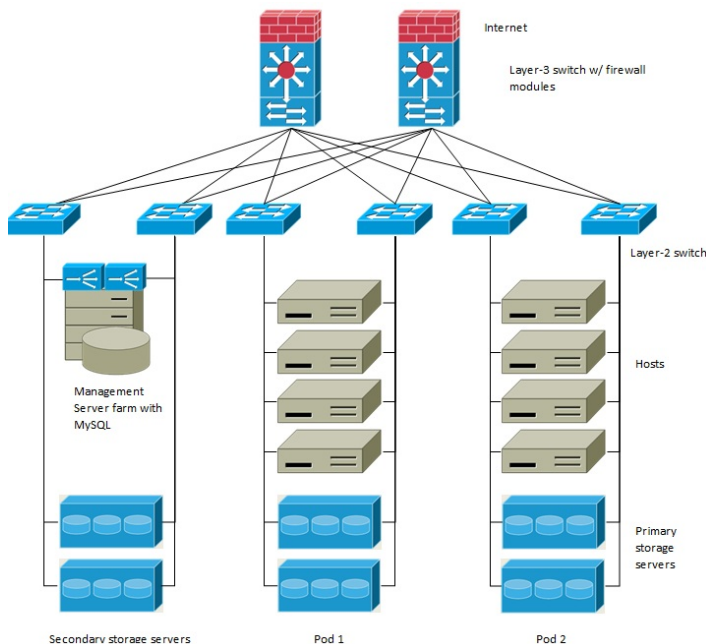 Internet
Layer-3 switch w/ firewall
modules
Layer-2 switch
Management
Server farm with
MySQL
Hosts
Primary
storage
servers
Secondary storage servers
Pod 1
Pod 2